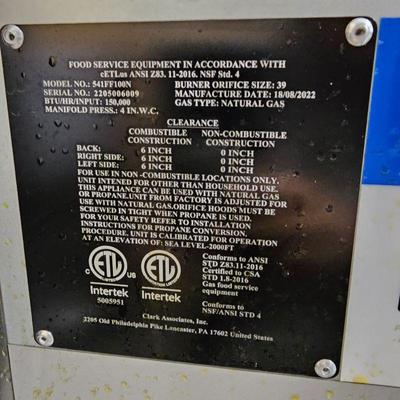 FOOD SERVICE EQUIPMENT IN ACCORDANCE WITH
cETLus ANSI Z83. 11-2016. NSF Std. 4
MODEL NO.: 541FF100N BURNER ORIFICE SIZE: 39
SERIAL NO.: 2205006009 MANUFACTURE DATE: 18/08/2022
BTUHR/INPUT: 150,000 GAS TYPE: NATURAL GAS
MANIFOLD PRESS.: 4 IN.W.C.
CLEARANCE
COMBUSTIBLE NON-COMBUSTIBLE
CONSTRUCTION CONSTRUCTION
BACK: 6 INCH 0 INCH
RIGHT SIDE: 6 INCH 0 INCH
LEFT SIDE: 6 INCH 0 INCH
FOR USE IN NON -COMBUSTIBLE LOCATIONS ONLY.
UNIT INTENED FOR OTHER THAN HOUSEHOLD USE.
THIS APPLIANCE CAN BE USED WITH NATURAL GAS
OR PROPANE.UNIT FROM FACTORY IS ADJUSTED FOR
USE WITH NATURAL GAS.ORIFICE HOODS MUST BE
SCREWED IN TIGHT WHEN PROPANE IS USED.
FOR YOUR SAFETY REFER TO INSTALLATION
INSTRUCTIONS FOR PROPANE CONVERSION
PROCEDURE. UNIT IS CALIBRATED FOR OPERATION
AT AN ELEVATION OF: SEA LEVEL-2000FT
C ETL US
Intertek
5005951
ETL
Intertek
Conforms to ANSI
STD Z83.11-2016
Certified to CSA
STD 1.8-2016
Gas food service
equipment
Conforms to
NSF/ANSI STD 4
Clark Associates, Inc.
2205 Old Philadelphia Pike Lancaster, PA 17602 United States